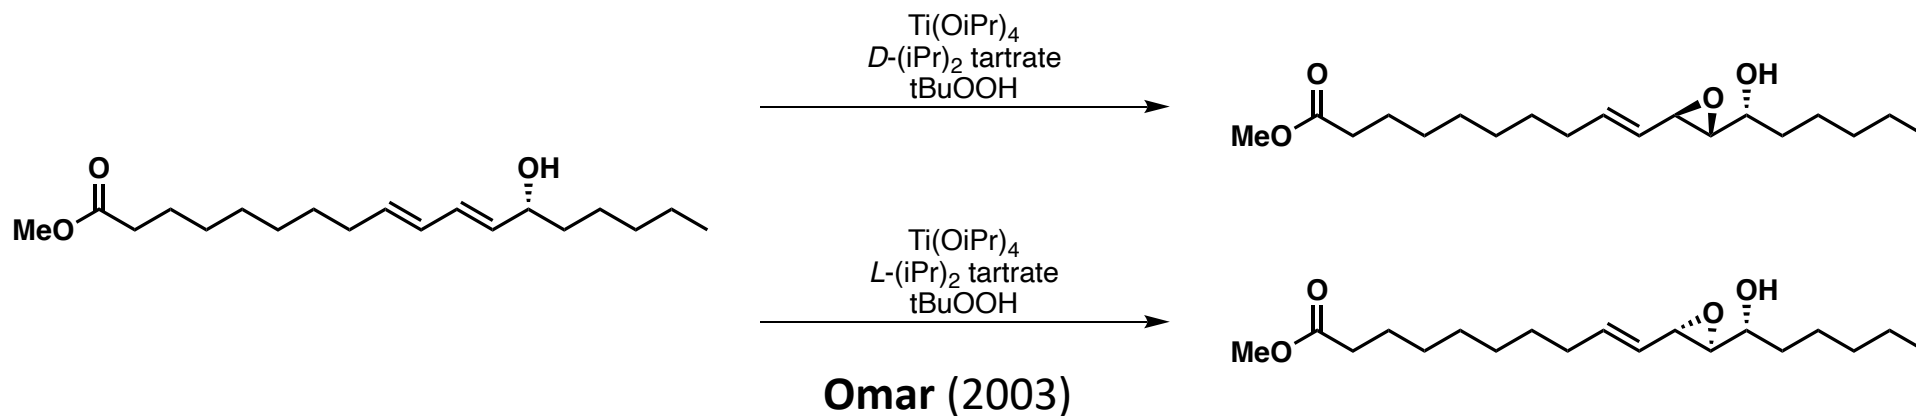 Ti(OiPr)4
D-(iPr)2 tartrate
tBuOOH
O
MeO
OH
O
MeO
O
OH
Ti(OiPr)4
L-(iPr)2 tartrate
tBuOOH
O
MeO
O
OH
Omar (2003)